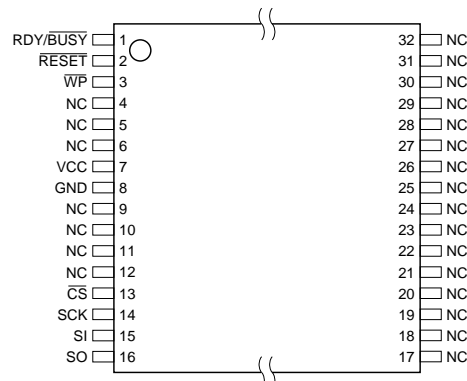 RDY/BUSY 1 32 NC
RESET 2 31 NC
WP 3 30 NC
NC 4 29 NC
NC 5 28 NC
NC 6 27 NC
VCC 7 26 NC
GND 8 25 NC
NC 9 24 NC
NC 10 23 NC
NC 11 22 NC
NC 12 21 NC
CS 13 20 NC
SCK 14 19 NC
SI 15 18 NC
SO 16 17 NC